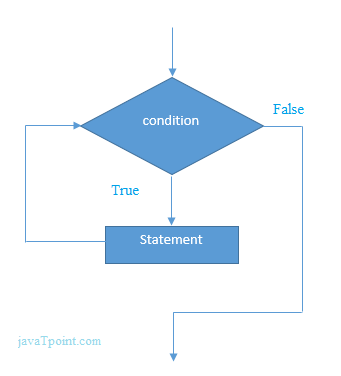 condition
False
True
Statement
javaTpoint.com